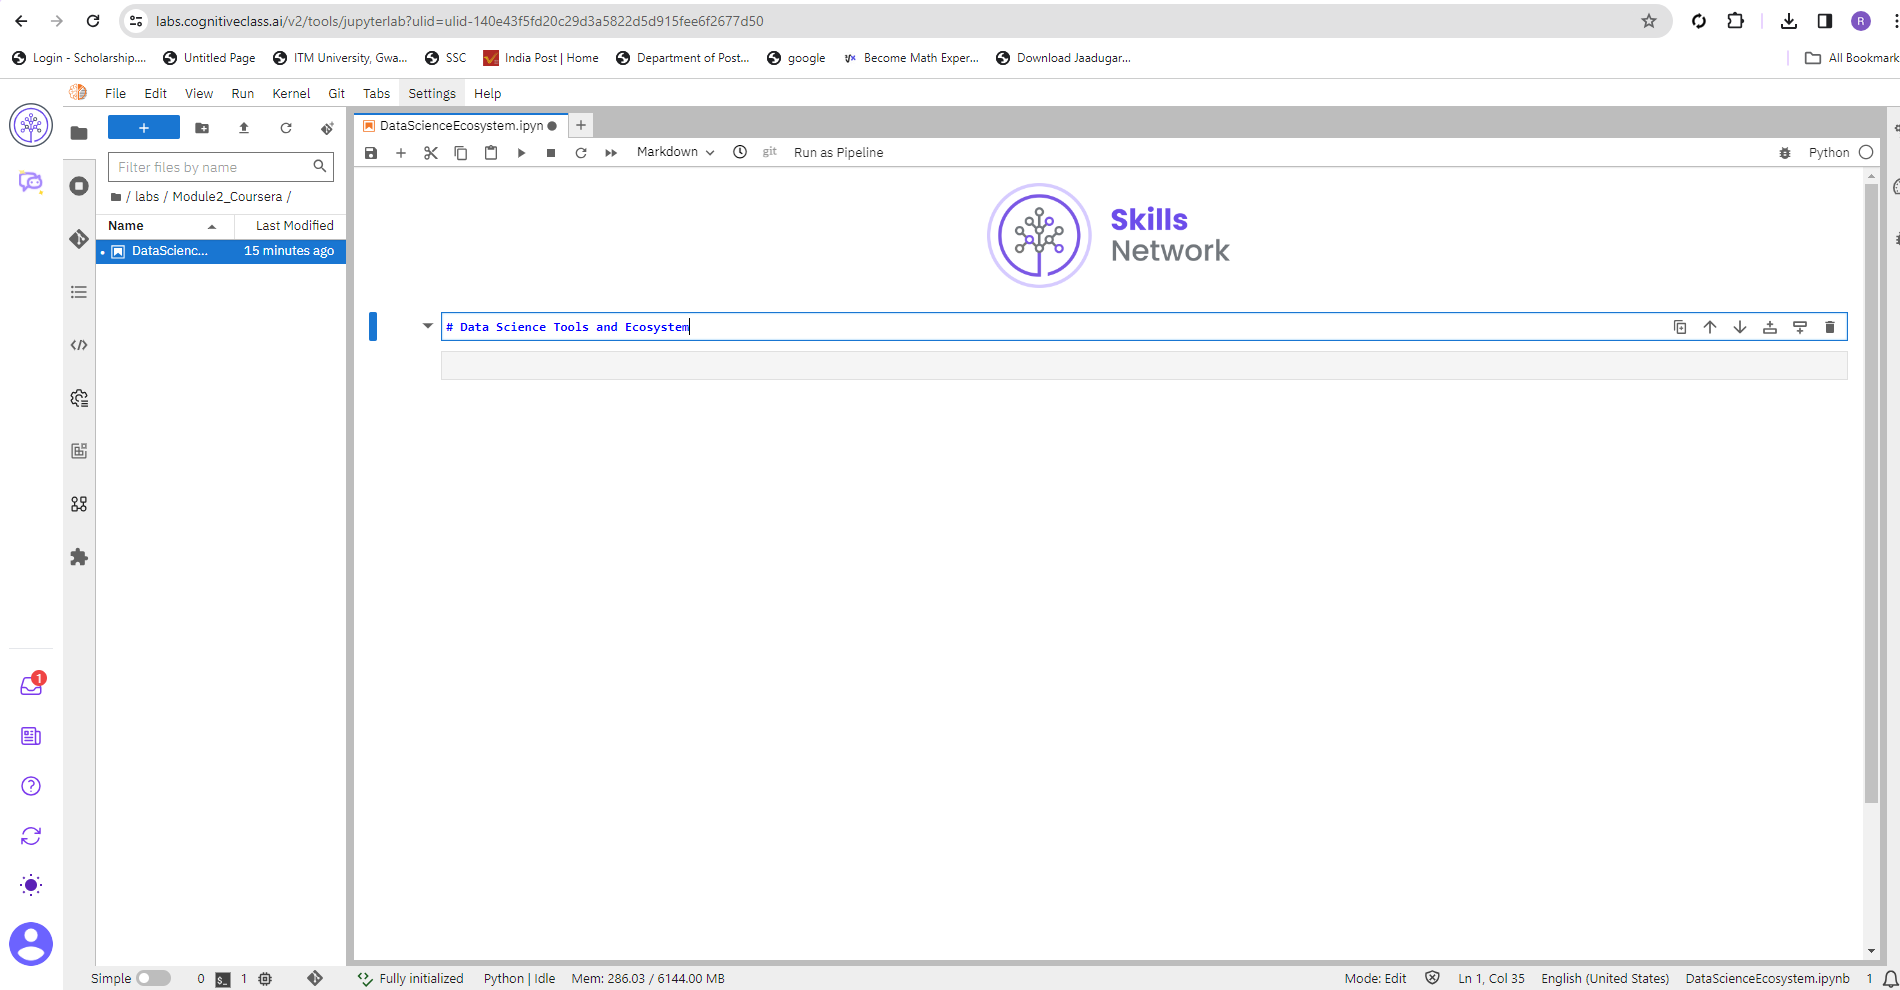 labs.cognitiveclass.ai/v2/tools/jupyterlab?ulid=ulid-140e43f5fd20c29d3a5822d5d915fee6f2677d50
R
Login - Scholarship.... Untitled Page ITM University, Gwa... SSC India Post | Home Department of Post... google Become Math Exper... Download Jaadugar... All Bookmark
File Edit View Run Kernel Git Tabs Settings Help
DataScienceEcosystem.ipyn
Markdown git Run as Pipeline Python
Filter files by name
/ labs / Module2_Coursera /
Name Last Modified
DataScienc... 15 minutes ago
Skills
Network
# Data Science Tools and Ecosystem
1
Simple 0 1 Fully initialized Python | Idle Mem: 286.03 / 6144.00 MB Mode: Edit Ln 1, Col 35 English (United States) DataScienceEcosystem.ipynb 1